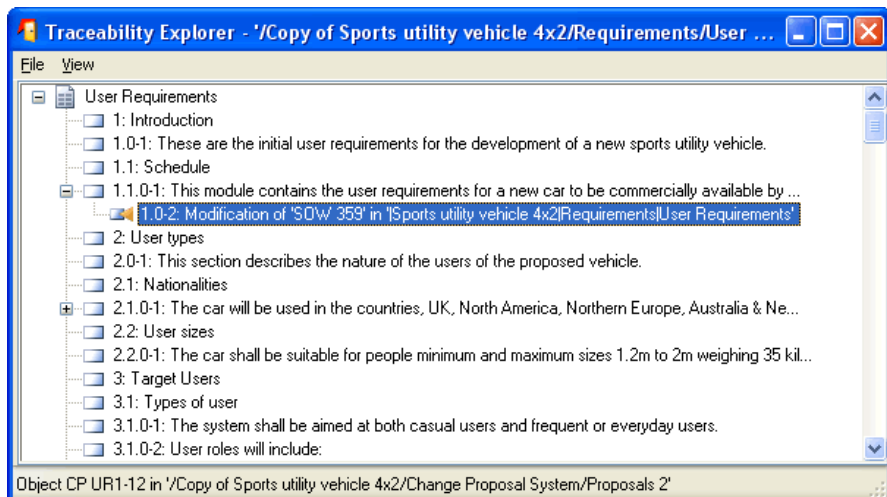 Traceability Explorer - '/Copy of Sports utility vehicle 4x2/Requirements/User ...
File View
User Requirements
1: Introduction
1.0-1: These are the initial user requirements for the development of a new sports utility vehicle.
1.1: Schedule
1.1.0-1: This module contains the user requirements for a new car to be commercially available by ...
1.0-2: Modification of 'SOW 359' in '|Sports utility vehicle 4x2|Requirements|User Requirements'
2: User types
2.0-1: This section describes the nature of the users of the proposed vehicle.
2.1: Nationalities
2.1.0-1: The car will be used in the countries, UK, North America, Northern Europe, Australia & Ne...
2.2: User sizes
2.2.0-1: The car shall be suitable for people minimum and maximum sizes 1.2m to 2m weighing 35 kil...
3: Target Users
3.1: Types of user
3.1.0-1: The system shall be aimed at both casual users and frequent or everyday users.
3.1.0-2: User roles will include:
Object CP UR1-12 in '/Copy of Sports utility vehicle 4x2/Change Proposal System/Proposals 2'